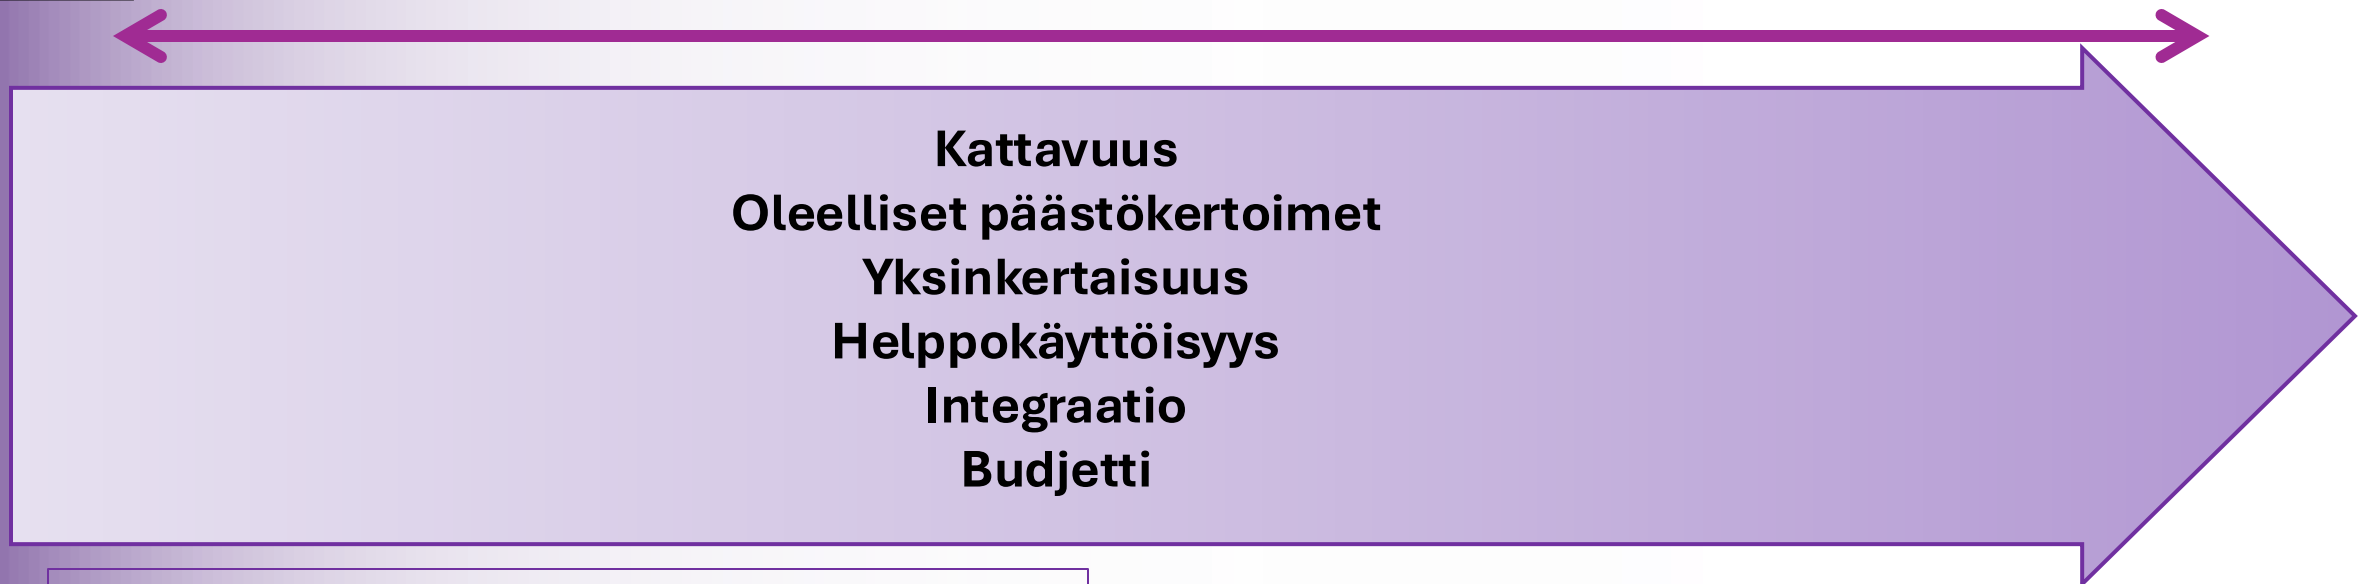 Kattavuus
Oleelliset päästökertoimet
Yksinkertaisuus
Helppokäyttöisyys
Integraatio
Budjetti